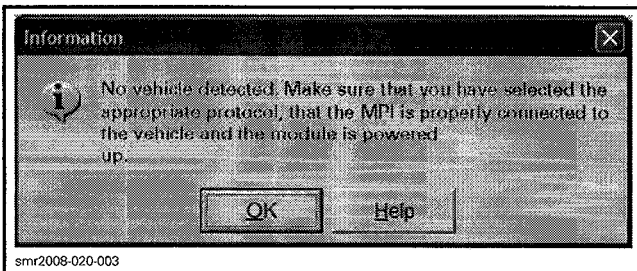 Information
No vehicle detected. Make sure that you have selected the
appropriate protocol, that the MPI is properly connected to
the vehicle and the module is powered
up.
OK
Help
smr2008-020-003